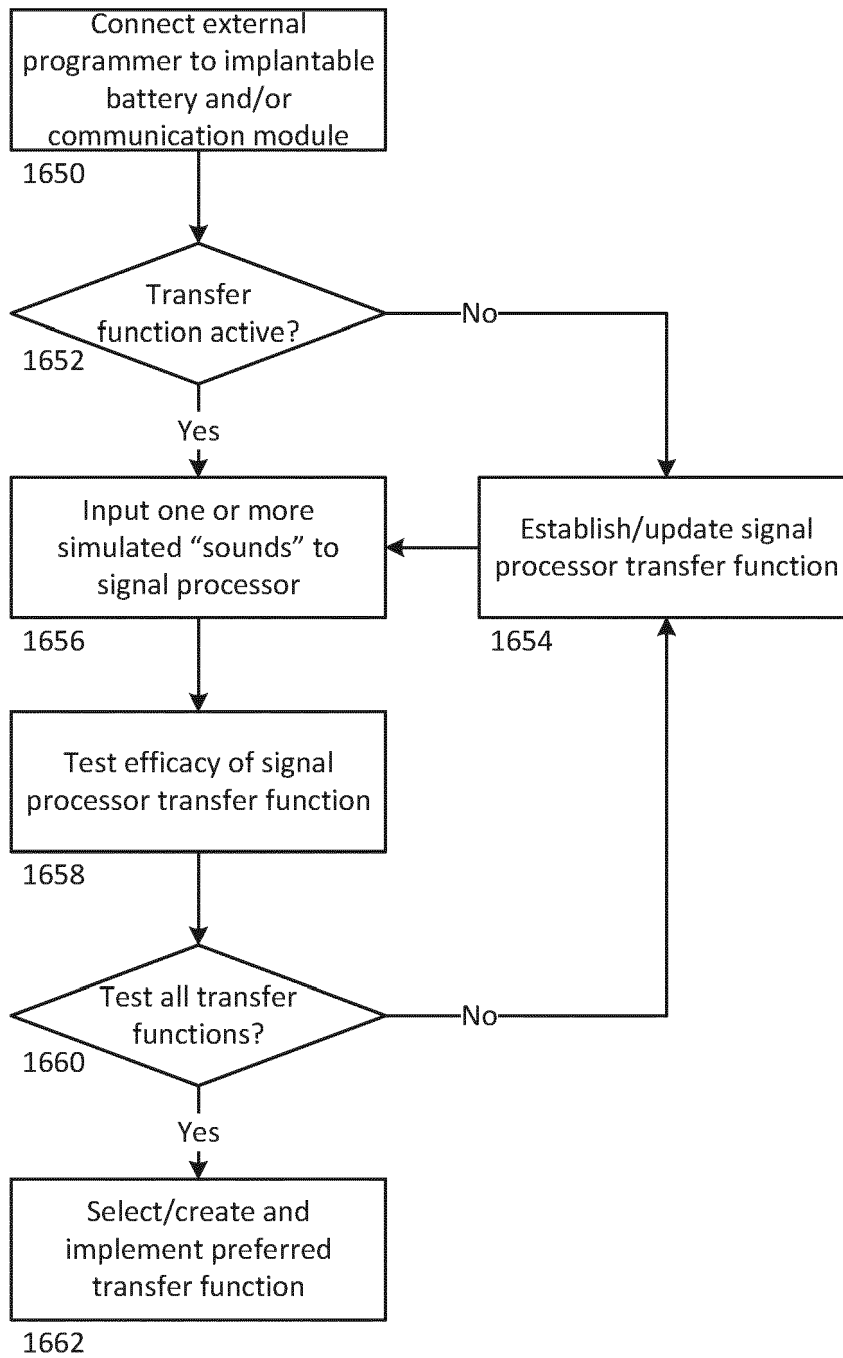 Connect external
programmer to implantable
battery and/or
communication module
1650
Transfer
function active?
1652
No
Yes
Input one or more
simulated “sounds” to
signal processor
1656
Establish/update signal
processor transfer function
1654
Test efficacy of signal
processor transfer function
1658
Test all transfer
functions?
1660
No
Yes
Select/create and
implement preferred
transfer function
1662